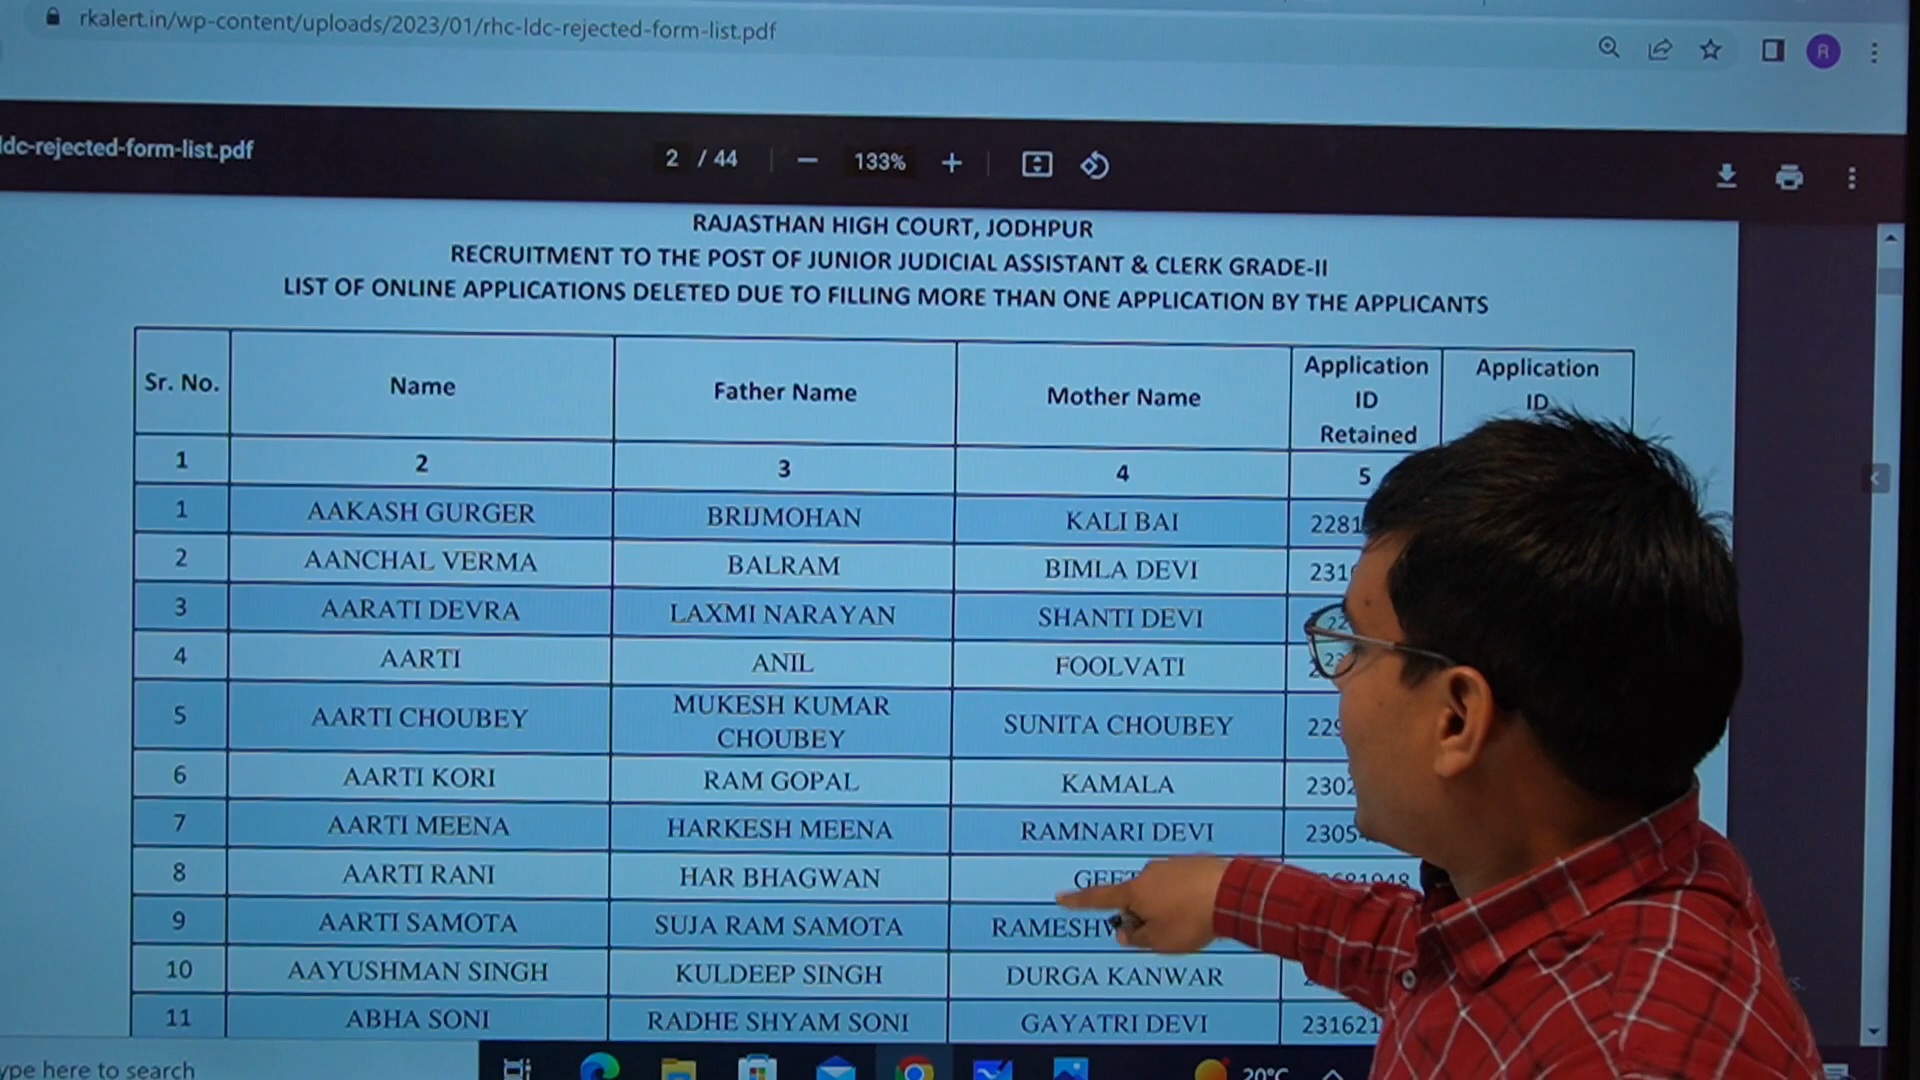 rkalert.in/wp-content/uploads/2023/01/rhc-ldc-rejected-form-list.pdf
R
ldc-rejected-form-list.pdf
2 / 44
133%
RAJASTHAN HIGH COURT, JODHPUR
RECRUITMENT TO THE POST OF JUNIOR JUDICIAL ASSISTANT & CLERK GRADE-II
LIST OF ONLINE APPLICATIONS DELETED DUE TO FILLING MORE THAN ONE APPLICATION BY THE APPLICANTS
Sr. No. Name Father Name Mother Name Application ID Retained Application ID
1 2 3 4 5
1 AAKASH GURGER BRIJMOHAN KALI BAI 2281
2 AANCHAL VERMA BALRAM BIMLA DEVI 231
3 AARATI DEVRA LAXMI NARAYAN SHANTI DEVI
4 AARTI ANIL FOOLVATI
5 AARTI CHOUBEY MUKESH KUMAR CHOUBEY SUNITA CHOUBEY 229
6 AARTI KORI RAM GOPAL KAMALA 2302
7 AARTI MEENA HARKESH MEENA RAMNARI DEVI 2305
8 AARTI RANI HAR BHAGWAN
9 AARTI SAMOTA SUJA RAM SAMOTA
10 AAYUSHMAN SINGH KULDEEP SINGH DURGA KANWAR
11 ABHA SONI RADHE SHYAM SONI GAYATRI DEVI 231621
ype here to search
20°C